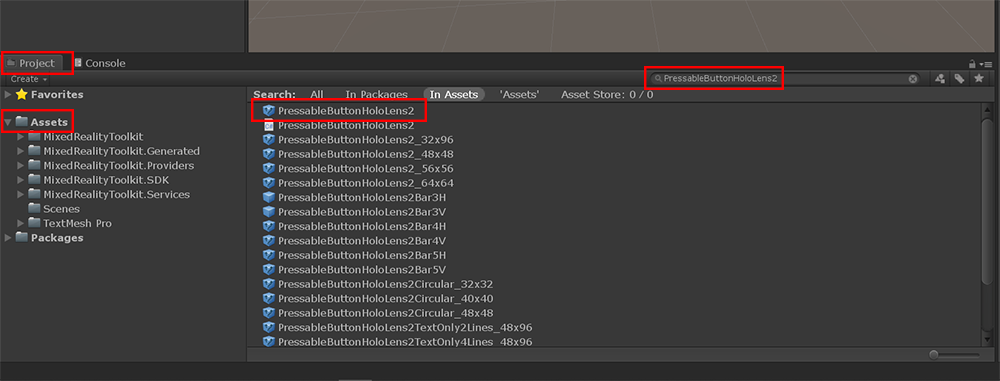 Project Console
Create PressableButtonHoloLens2
Favorites
Search: All In Packages In Assets 'Assets' Asset Store: 0 / 0
Assets
MixedRealityToolkit
MixedRealityToolkit.Generated
MixedRealityToolkit.Providers
MixedRealityToolkit.SDK
MixedRealityToolkit.Services
Scenes
TextMesh Pro
Packages
PressableButtonHoloLens2
PressableButtonHoloLens2
PressableButtonHoloLens2_32x96
PressableButtonHoloLens2_48x48
PressableButtonHoloLens2_56x56
PressableButtonHoloLens2_64x64
PressableButtonHoloLens2Bar3H
PressableButtonHoloLens2Bar3V
PressableButtonHoloLens2Bar4H
PressableButtonHoloLens2Bar4V
PressableButtonHoloLens2Bar5H
PressableButtonHoloLens2Bar5V
PressableButtonHoloLens2Circular_32x32
PressableButtonHoloLens2Circular_40x40
PressableButtonHoloLens2Circular_48x48
PressableButtonHoloLens2TextOnly2Lines_48x96
PressableButtonHoloLens2TextOnly4Lines_48x96